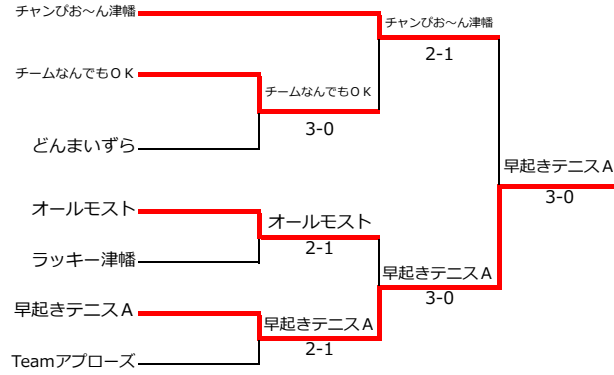 チャンぴお～ん津幡
チームなんでもＯＫ
どんまいずら
オールモスト
ラッキー津幡
早起きテニスＡ
Teamアプローズ
チームなんでもＯＫ
3-0
オールモスト
2-1
早起きテニスＡ
2-1
チャンぴお～ん津幡
2-1
早起きテニスＡ
3-0
早起きテニスＡ
3-0